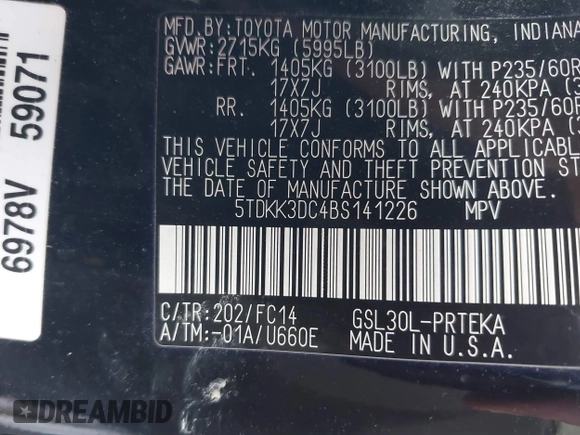 MFD.BY:TOYOTA MOTOR MANUFACTURING, INDIANA
GVWR:2715KG (5995LB)
GAWR:FRT. 1405KG (3100LB) WITH P235/60R
17X7J RIMS, AT 240KPA (3
RR. 1405KG (3100LB) WITH P235/60R
17X7J RIMS, AT 240KPA (
THIS VEHICLE CONFORMS TO ALL APPLICABL
VEHICLE SAFETY AND THEFT PREVENTION ST
OF MANUFACTURE SHOWN ABOVE.
5TDKK3DC4BS141226 MPV
C/TR:202/FC14 GSL30L-PRTEKA
A/TM:-01A/U660E MADE IN U.S.A.
6978V 59071
DREAMBID